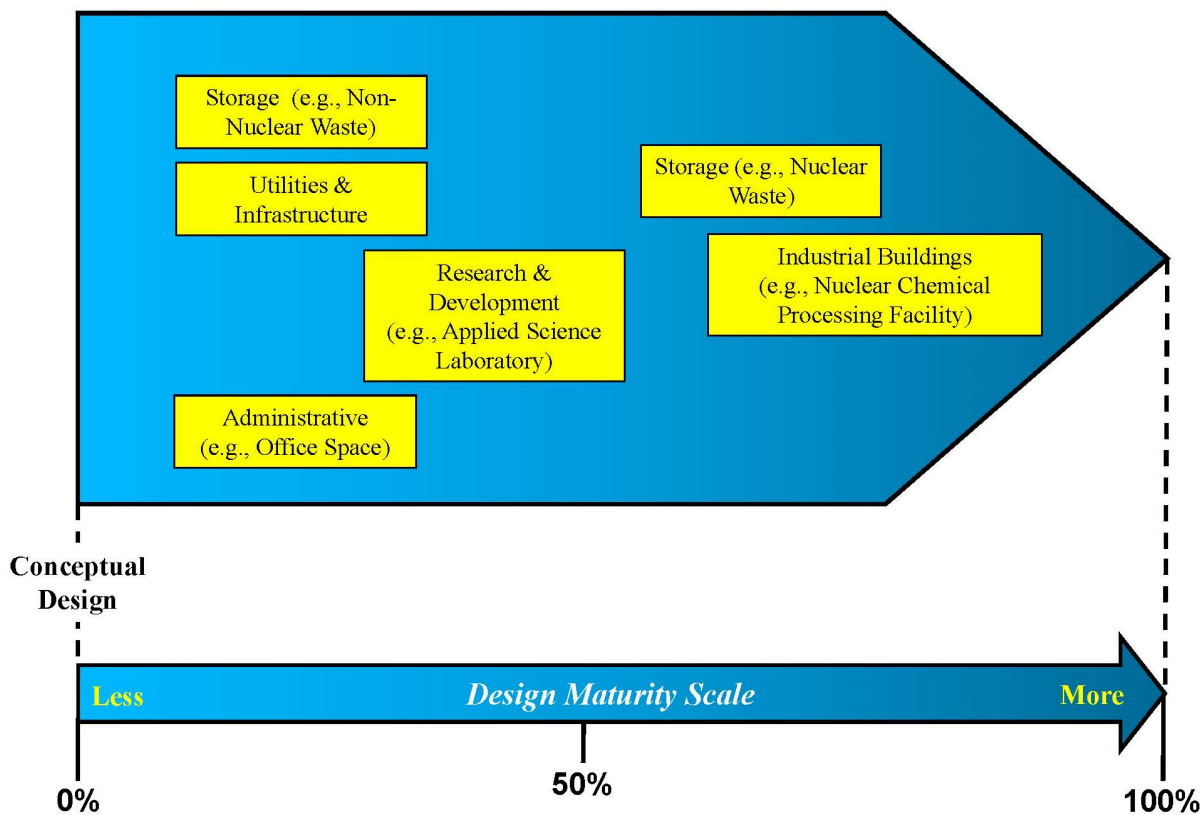 Storage  (e.g., Non-
Nuclear Waste)
Utilities &
Infrastructure
Storage (e.g., Nuclear
Waste)
Research &
Development
(e.g., Applied Science
Laboratory)
Industrial Buildings
(e.g., Nuclear Chemical
Processing Facility)
Administrative
(e.g., Office Space)
Conceptual
Design
Less
Design Maturity Scale
More
0%
50%
100%